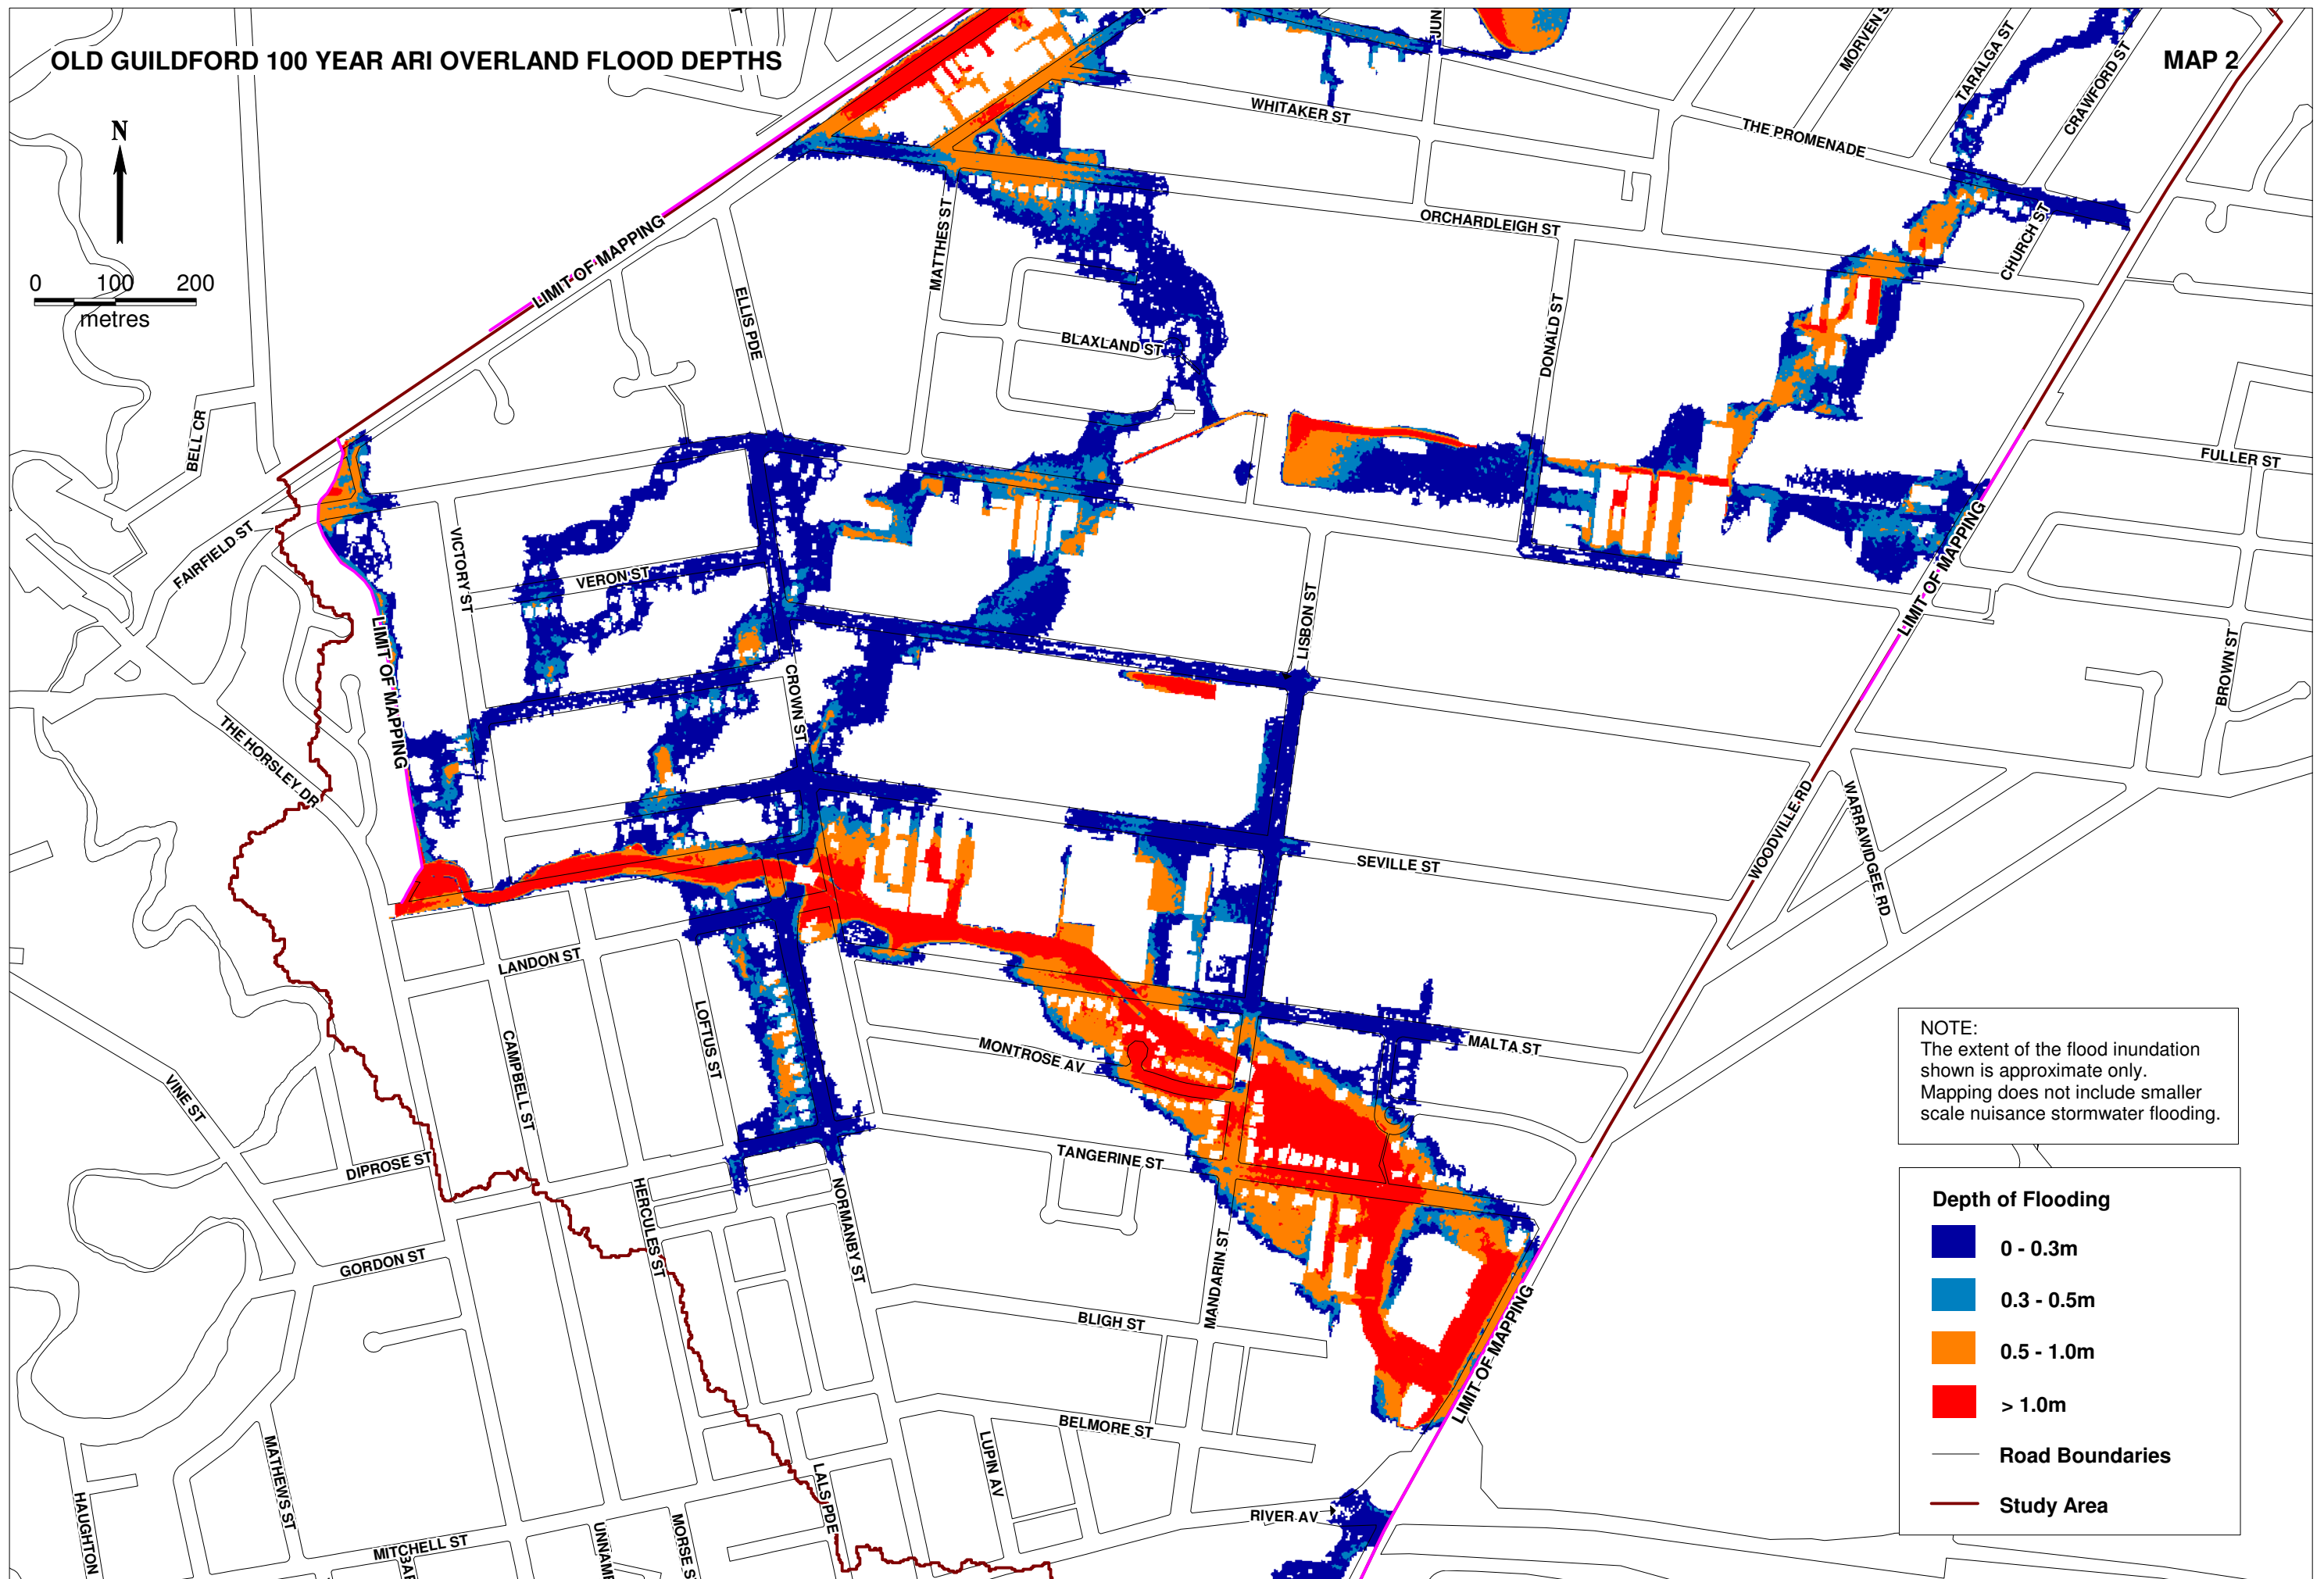 OLD GUILDFORD 100 YEAR ARI OVERLAND FLOOD DEPTHS
MAP 2
N
0 100 200
metres
MORVEN
TARALGA ST
CRAWFORD ST
WHITAKER ST
THE PROMENADE
MATTHES ST
ORCHARDLEIGH ST
CHURCH ST
LIMIT OF MAPPING
ELLIS PDE
BLAXLAND ST
DONALD ST
BELL CR
FULLER ST
FAIRFIELD ST
VICTORY ST
VERON ST
LIMIT OF MAPPING
LISBON ST
LIMIT OF MAPPING
BROWN ST
CROWN ST
THE HORSLEY DR
WOODVILLE RD
WARRAWIDGEE RD
SEVILLE ST
LANDON ST
LOFTUS ST
CAMPBELL ST
MONTROSE AV
MALTA ST
VINE ST
DIPROSE ST
TANGERINE ST
HERCULES ST
NORMANBY ST
MANDARIN ST
GORDON ST
BLIGH ST
LIMIT OF MAPPING
BELMORE ST
LUPIN AV
LALS PDE
MATHEWS ST
HAUGHTON
RIVER AV
MITCHELL ST
MORSE S
NOTE:
The extent of the flood inundation
shown is approximate only.
Mapping does not include smaller
scale nuisance stormwater flooding.
Depth of Flooding
0 - 0.3m
0.3 - 0.5m
0.5 - 1.0m
> 1.0m
Road Boundaries
Study Area